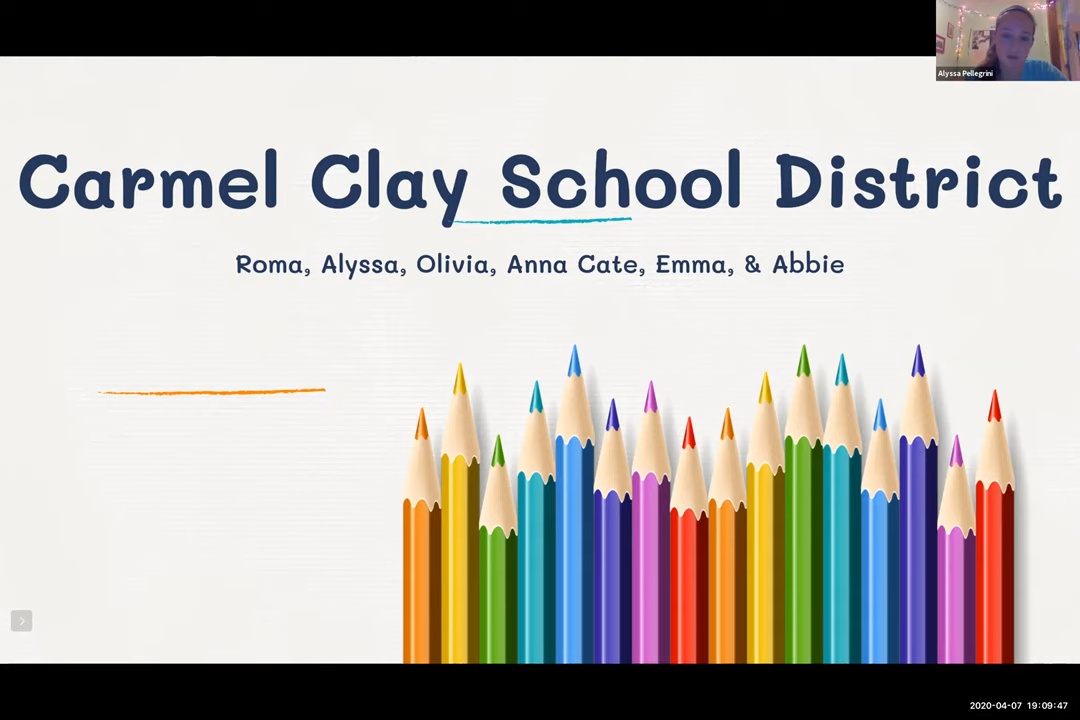 Alyssa Pellegrini
Carmel Clay School District
Roma, Alyssa, Olivia, Anna Cate, Emma, & Abbie
2020-04-07 19:09:47